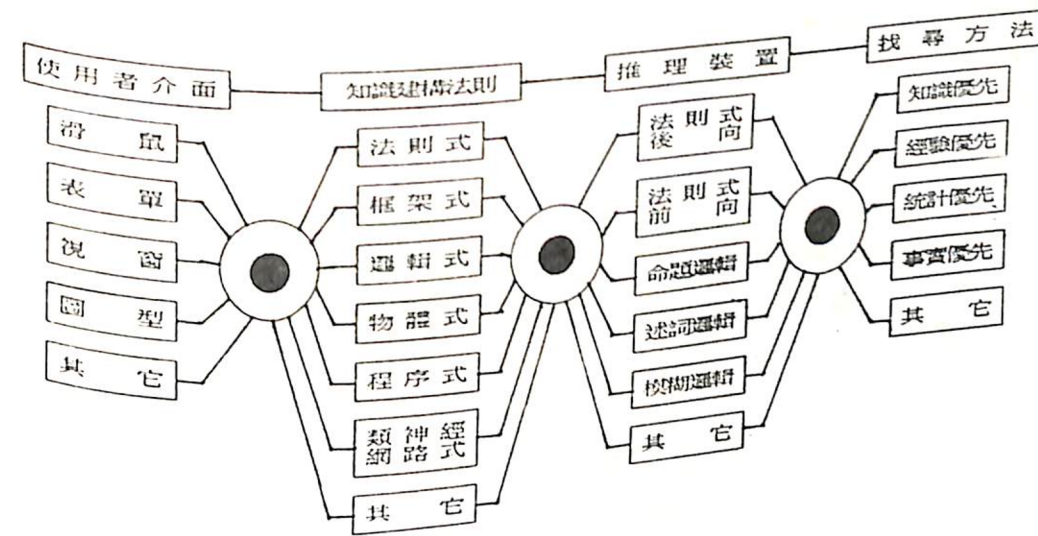 使用者介面
滑鼠
表單
視窗
圖型
其它
知識建構法則
法則式
框架式
邏輯式
物體式
程序式
類神經
網路式
其它
推理裝置
法則式
後向
法則式
前向
命題邏輯
述詞邏輯
模糊邏輯
其它
找尋方法
知識優先
經驗優先
統計優先
事實優先
其它